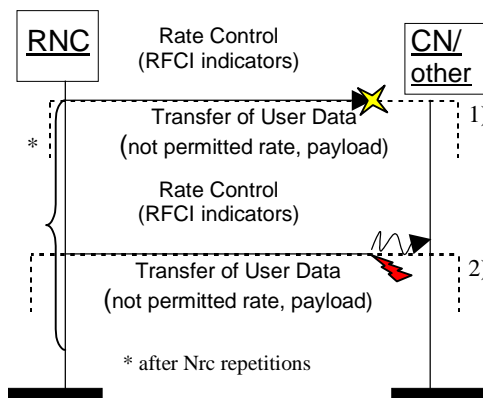 RNC
Rate Control
(RFCI indicators)
CN/
other
1)
Transfer of User Data
(not permitted rate, payload)
*
Rate Control
(RFCI indicators)
2)
Transfer of User Data
(not permitted rate, payload)
* after Nrc repetitions